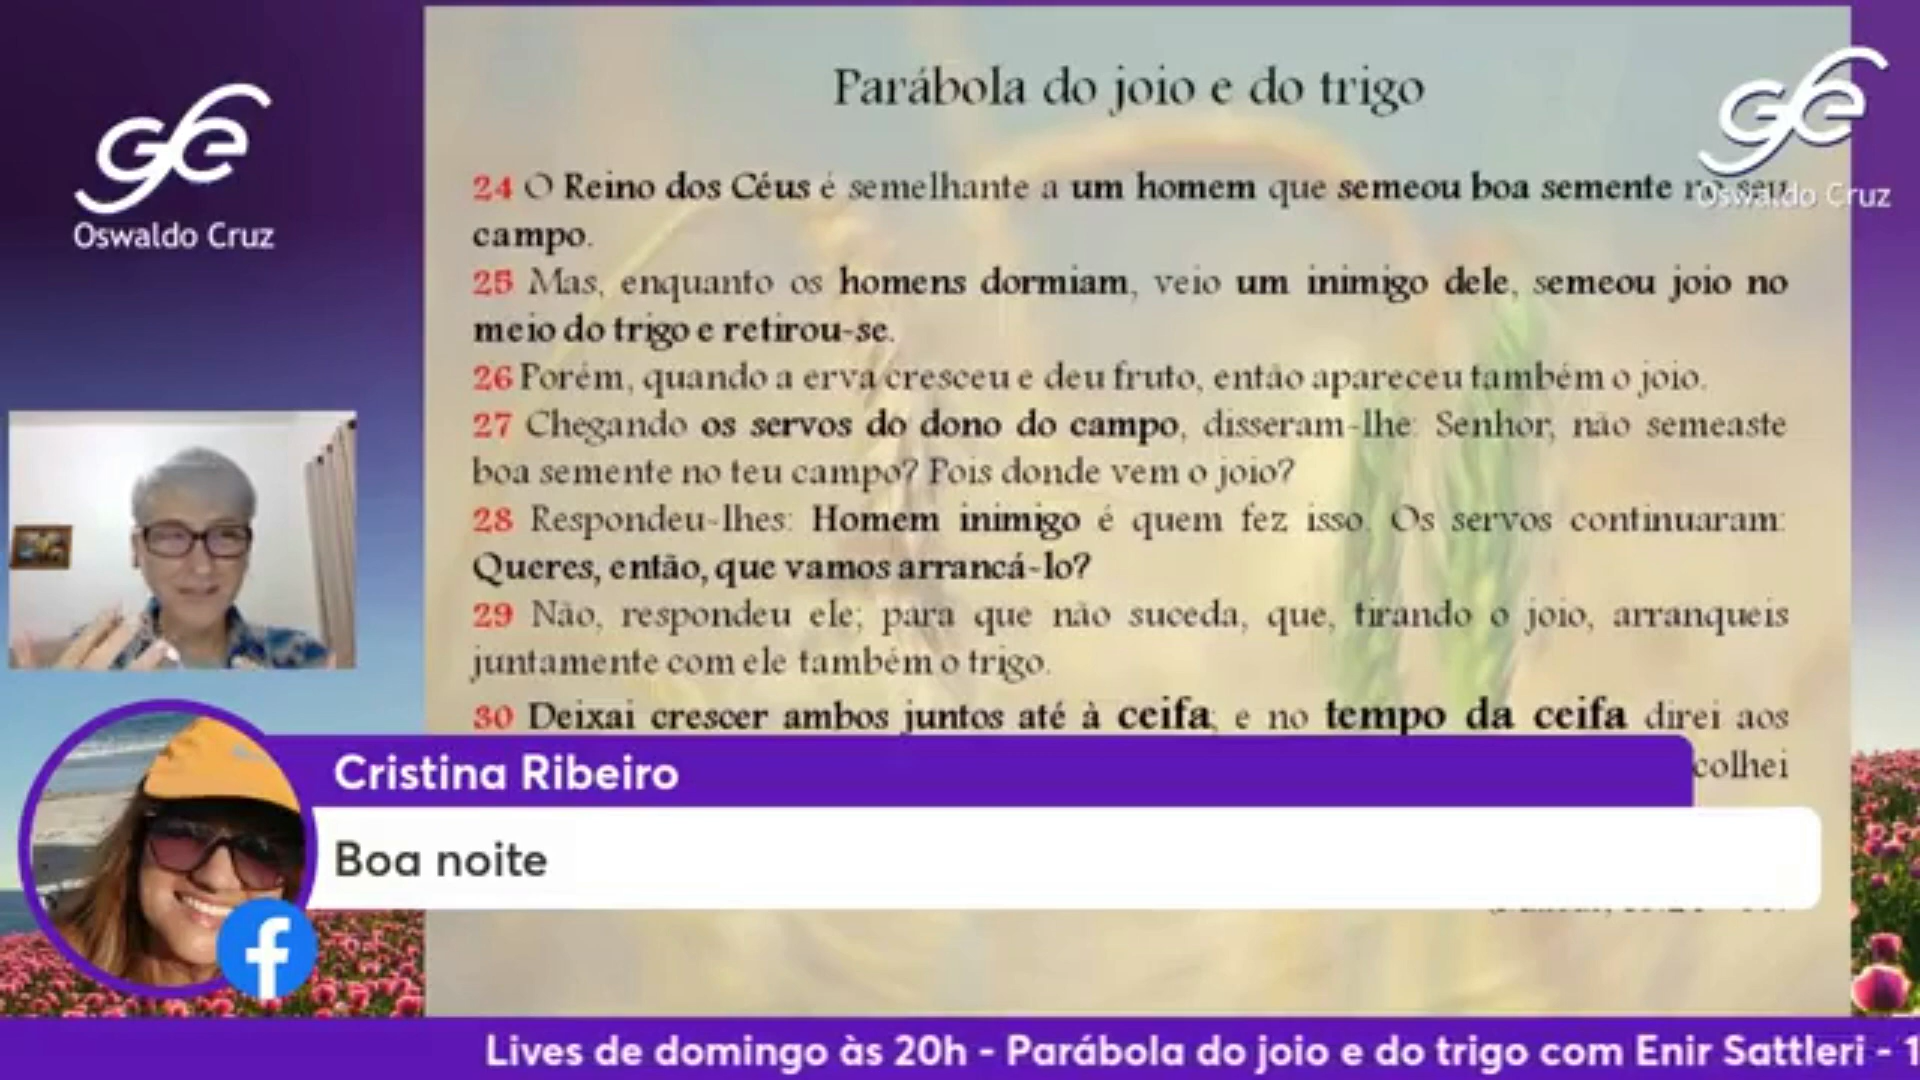 gfe
Oswaldo Cruz
gfe
Oswaldo Cruz
Parábola do joio e do trigo
24 O Reino dos Céus é semelhante a um homem que semeou boa semente no seu
campo.
25 Mas, enquanto os homens dormiam, veio um inimigo dele, semeou joio no
meio do trigo e retirou-se.
26 Porém, quando a erva cresceu e deu fruto, então apareceu também o joio.
27 Chegando os servos do dono do campo, disseram-lhe: Senhor, não semeaste
boa semente no teu campo? Pois donde vem o joio?
28 Respondeu-lhes: Homem inimigo é quem fez isso. Os servos continuaram:
Queres, então, que vamos arrancá-lo?
29 Não, respondeu ele; para que não suceda, que, tirando o joio, arranqueis
juntamente com ele também o trigo.
30 Deixai crescer ambos juntos até à ceifa; e no tempo da ceifa direi aos
colhei
Cristina Ribeiro
Boa noite
Lives de domingo às 20h - Parábola do joio e do trigo com Enir Sattleri - 1